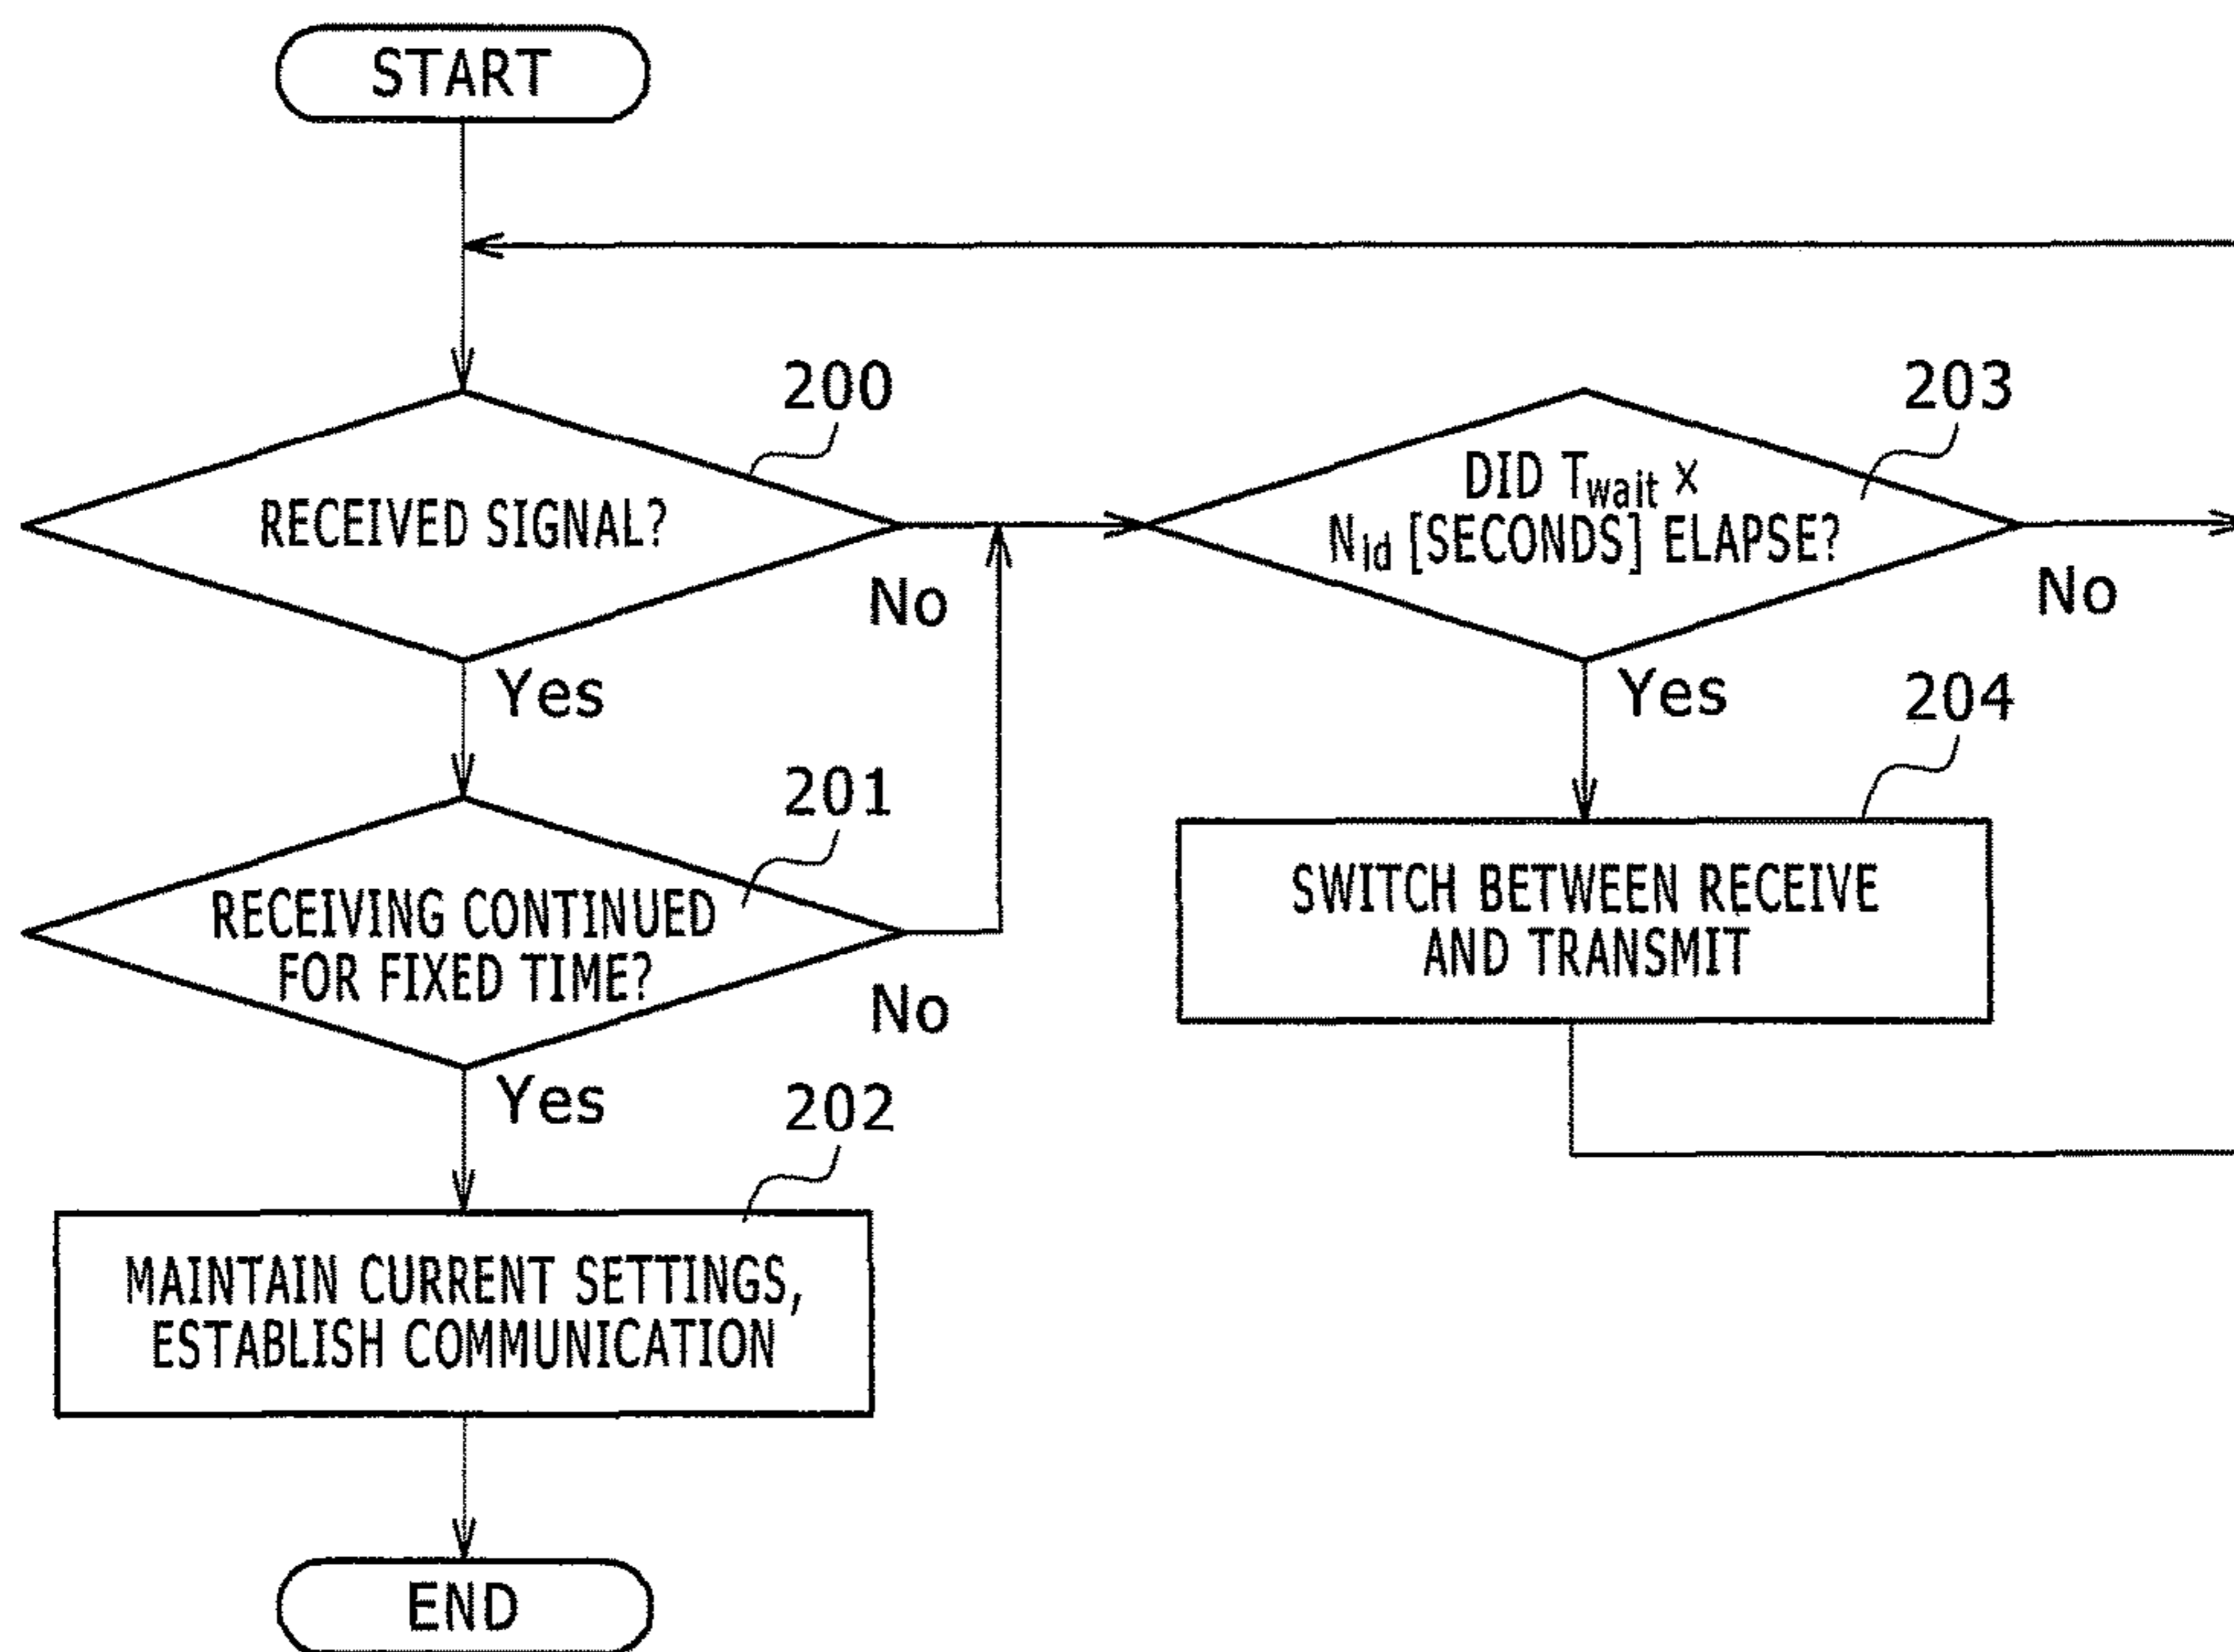 START
200
RECEIVED SIGNAL?
No
Yes
203
DID Twait ×
Nid [SECONDS] ELAPSE?
No
Yes
201
RECEIVING CONTINUED
FOR FIXED TIME?
No
Yes
204
SWITCH BETWEEN RECEIVE
AND TRANSMIT
202
MAINTAIN CURRENT SETTINGS,
ESTABLISH COMMUNICATION
END